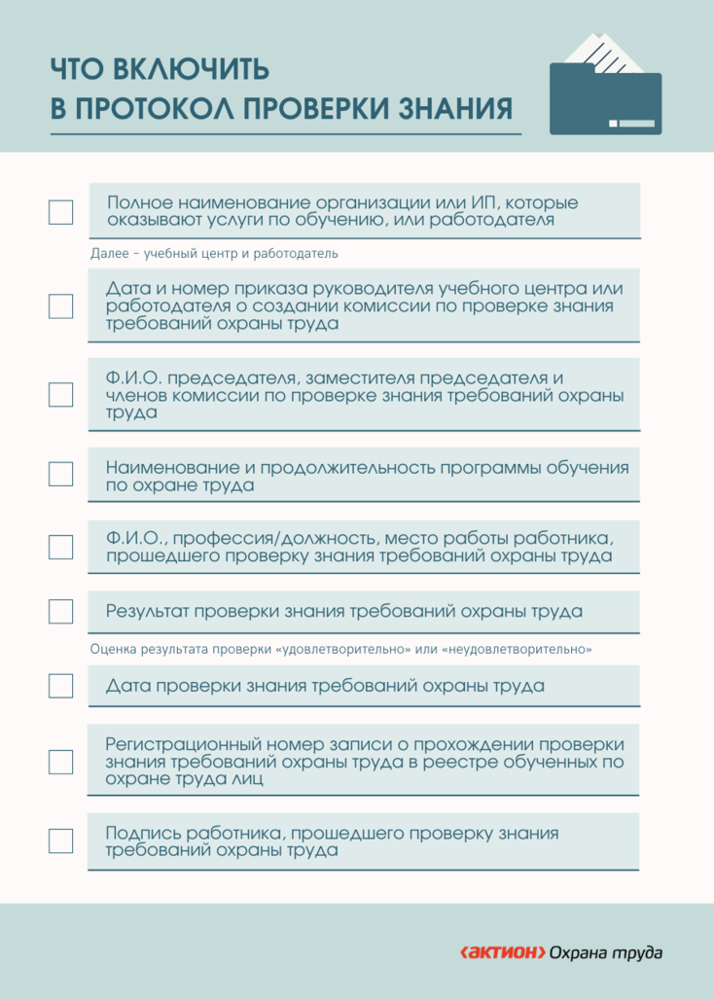 ЧТО ВКЛЮЧИТЬ
В ПРОТОКОЛ ПРОВЕРКИ ЗНАНИЯ
Полное наименование организации или ИП, которые
оказывают услуги по обучению, или работодателя
Далее – учебный центр и работодатель
Дата и номер приказа руководителя учебного центра или
работодателя о создании комиссии по проверке знания
требований охраны труда
Ф.И.О. председателя, заместителя председателя и
членов комиссии по проверке знания требований охраны
труда
Наименование и продолжительность программы обучения
по охране труда
Ф.И.О., профессия/должность, место работы работника,
прошедшего проверку знания требований охраны труда
Результат проверки знания требований охраны труда
Оценка результата проверки «удовлетворительно» или «неудовлетворительно»
Дата проверки знания требований охраны труда
Регистрационный номер записи о прохождении проверки
знания требований охраны труда в реестре обученных по
охране труда лиц
Подпись работника, прошедшего проверку знания
требований охраны труда
‹актион› Охрана труда